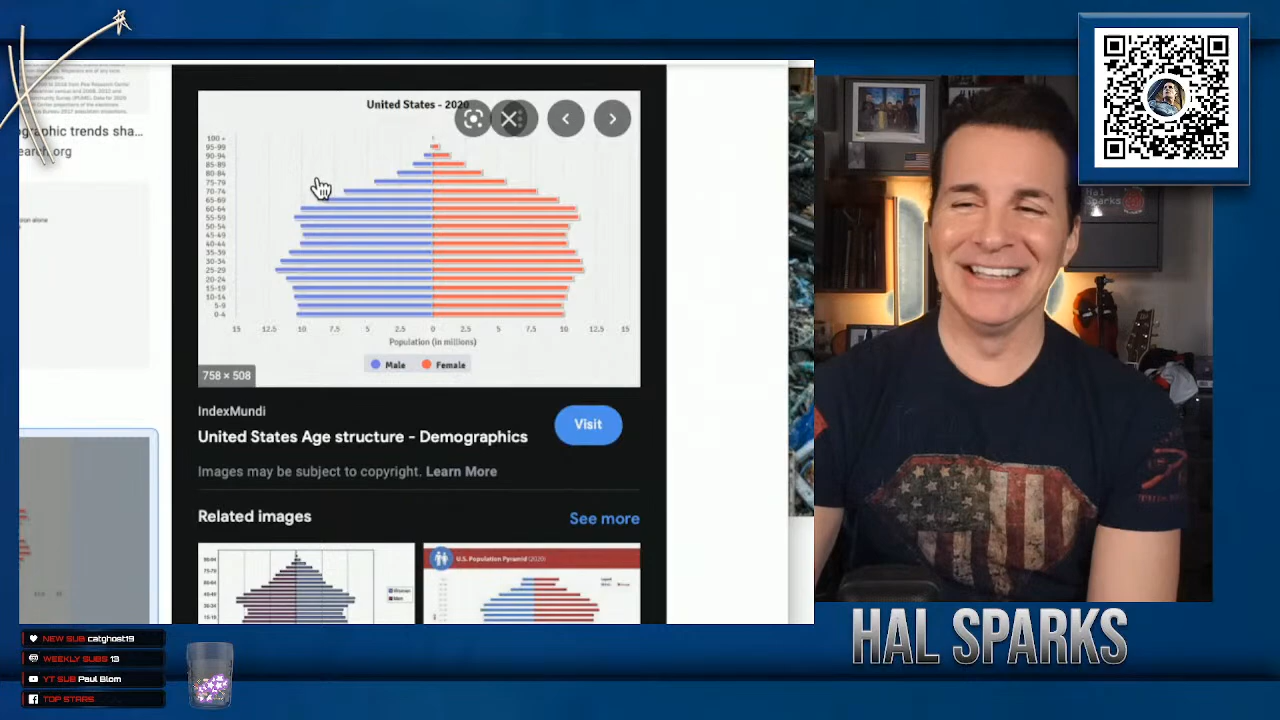 ographic trends sha...
earch.org
United States - 2020
100 +
95-99
90-94
85-89
80-84
75-79
70-74
65-69
60-64
55-59
50-54
45-49
40-44
35-59
30-34
25-29
20-24
15-19
10-14
5-9
0-4
15 12.5 10 7.5 5 2.5 0 2.5 5 7.5 10 12.5 15
Population (in millions)
Male Female
758 × 508
IndexMundi
United States Age structure - Demographics
Visit
Images may be subject to copyright. Learn More
Related images
See more
U.S. Population Pyramid (2020)
Hal
Sparks
HAL SPARKS
NEW SUB catghost19
WEEKLY SUBS 13
YT SUB Paul Blom
TOP STARS